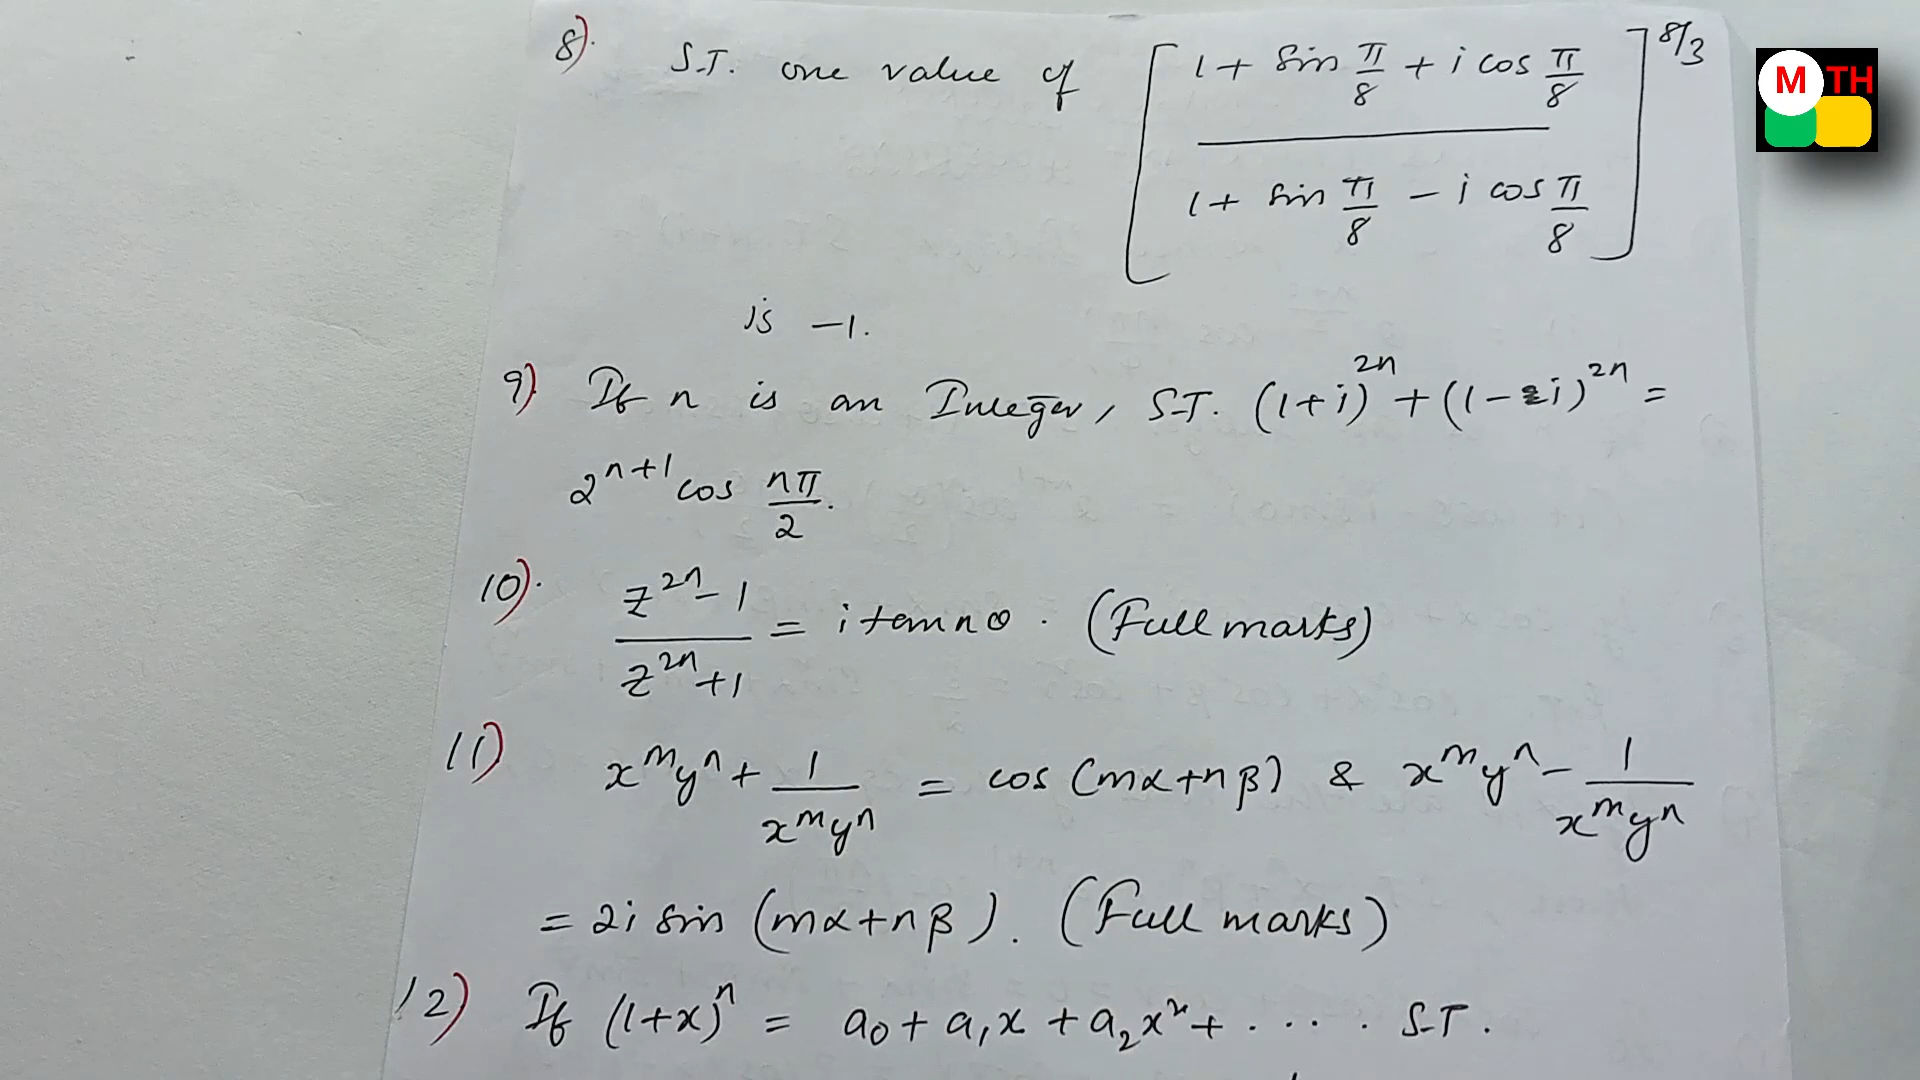 8). S.T. one value of [ (1 + sin π/8 + i cos π/8) / (1 + sin π/8 - i cos π/8) ]^8/3
M TH
is -1.
9). If n is an Integer, S.T. (1+i)^2n + (1-i)^2n =
2^n+1 cos nπ/2.
10). (z^2n - 1)/(z^2n + 1) = i tan nθ. (Full marks)
11) x^m y^n + 1/(x^m y^n) = cos (mα+nβ) & x^m y^n - 1/(x^m y^n)
= 2i sin (mα+nβ). (Full marks)
12) If (1+x)^n = a₀ + a₁x + a₂x² + .... S.T.